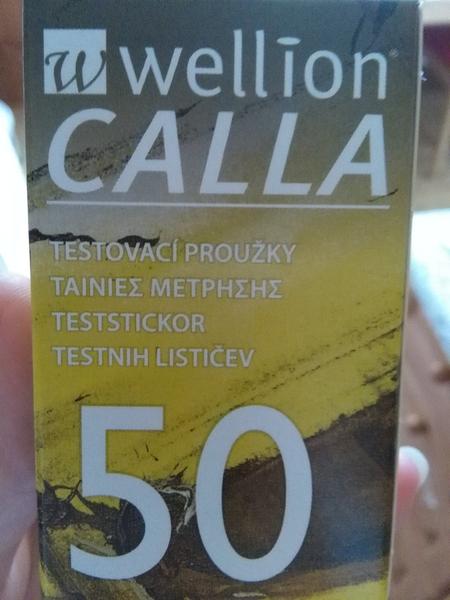 w wellion®
CALLA
TESTOVACÍ PROUŽKY
ΤΑΙΝΙΕΣ ΜΕΤΡΗΣΗΣ
TESTSTICKOR
TESTNIH LISTIČEV
50